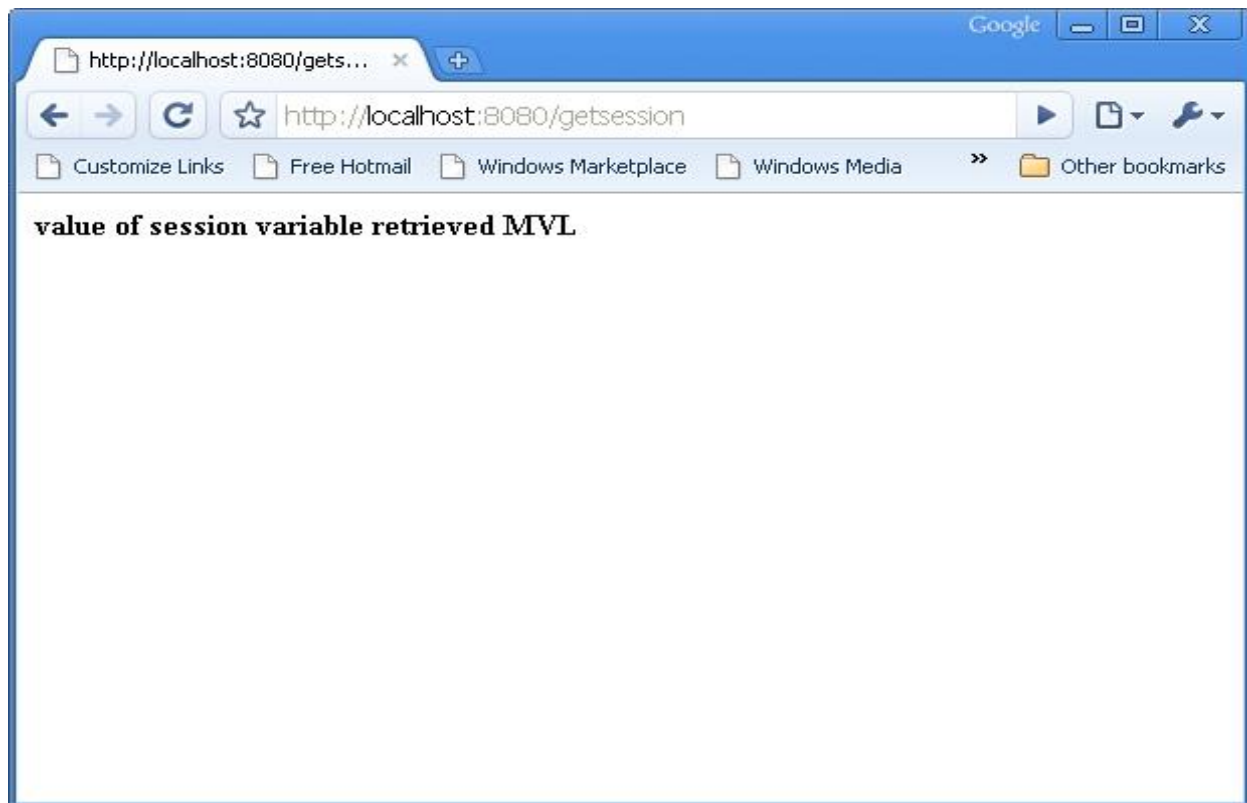 Google
http://localhost:8080/gets...
http://localhost:8080/getsession
Customize Links Free Hotmail Windows Marketplace Windows Media » Other bookmarks
value of session variable retrieved MVL